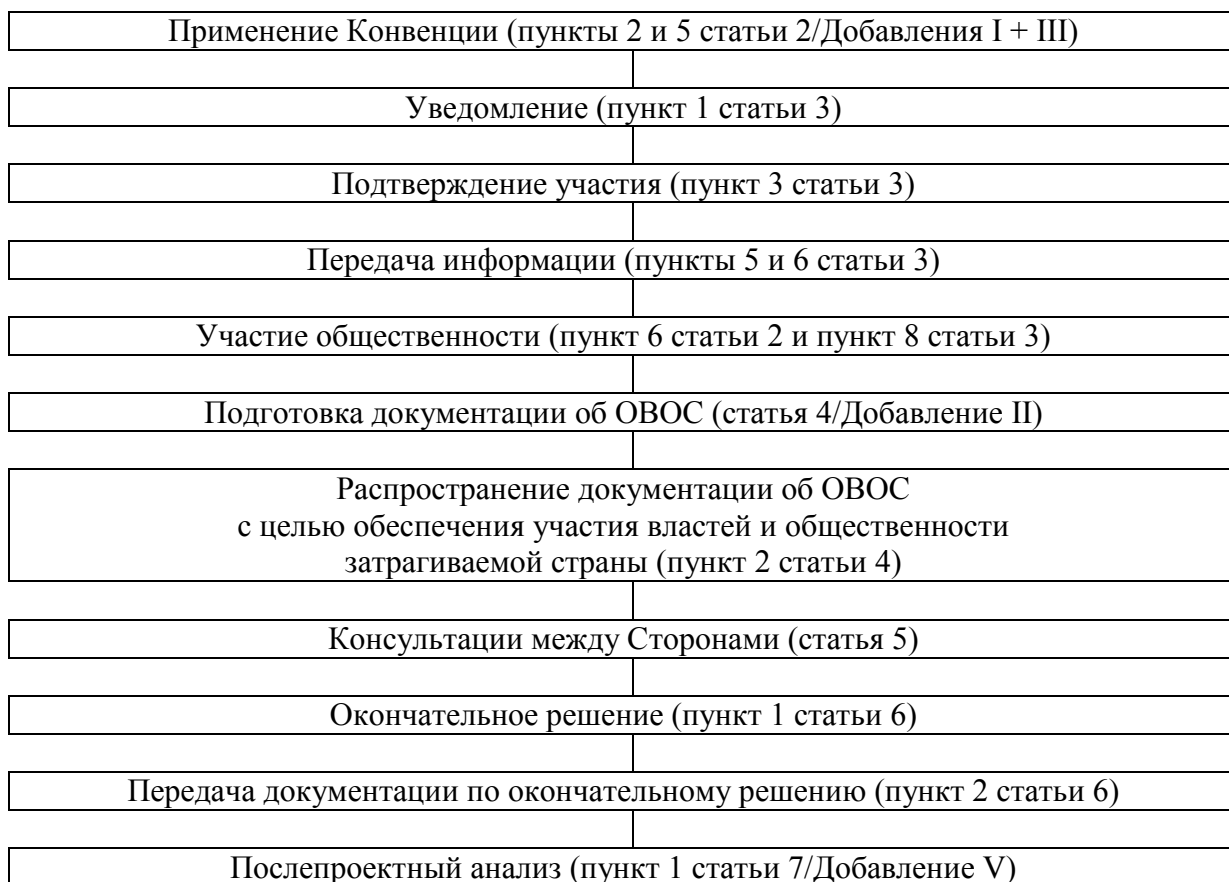 Применение Конвенции (пункты 2 и 5 статьи 2/Добавления I + III)
Уведомление (пункт 1 статьи 3)
Подтверждение участия (пункт 3 статьи 3)
Передача информации (пункты 5 и 6 статьи 3)
Участие общественности (пункт 6 статьи 2 и пункт 8 статьи 3)
Подготовка документации об ОВОС (статья 4/Добавление II)
Распространение документации об ОВОС
с целью обеспечения участия властей и общественности
затрагиваемой страны (пункт 2 статьи 4)
Консультации между Сторонами (статья 5)
Окончательное решение (пункт 1 статьи 6)
Передача документации по окончательному решению (пункт 2 статьи 6)
Послепроектный анализ (пункт 1 статьи 7/Добавление V)